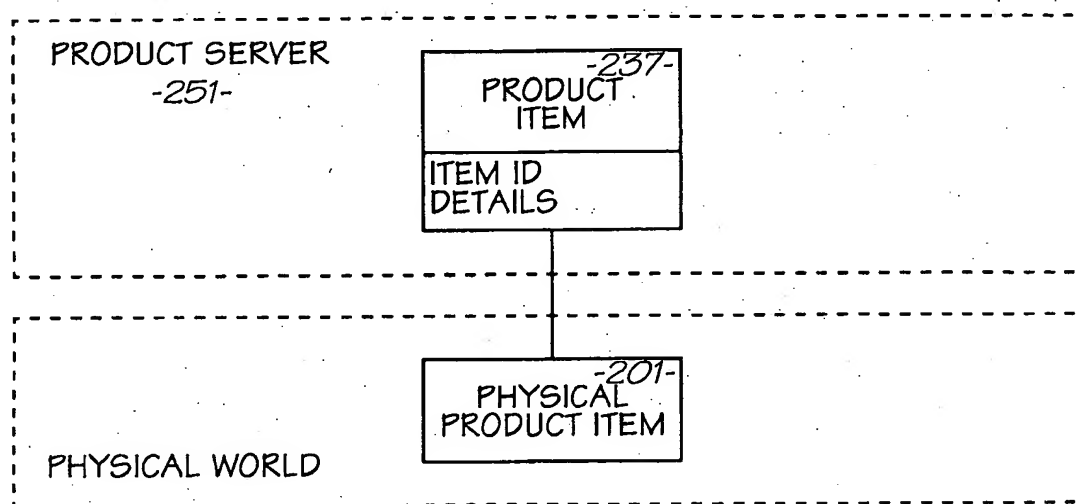 PRODUCT SERVER
-251-
-237-
PRODUCT
ITEM
ITEM ID
DETAILS
-201-
PHYSICAL
PRODUCT ITEM
PHYSICAL WORLD